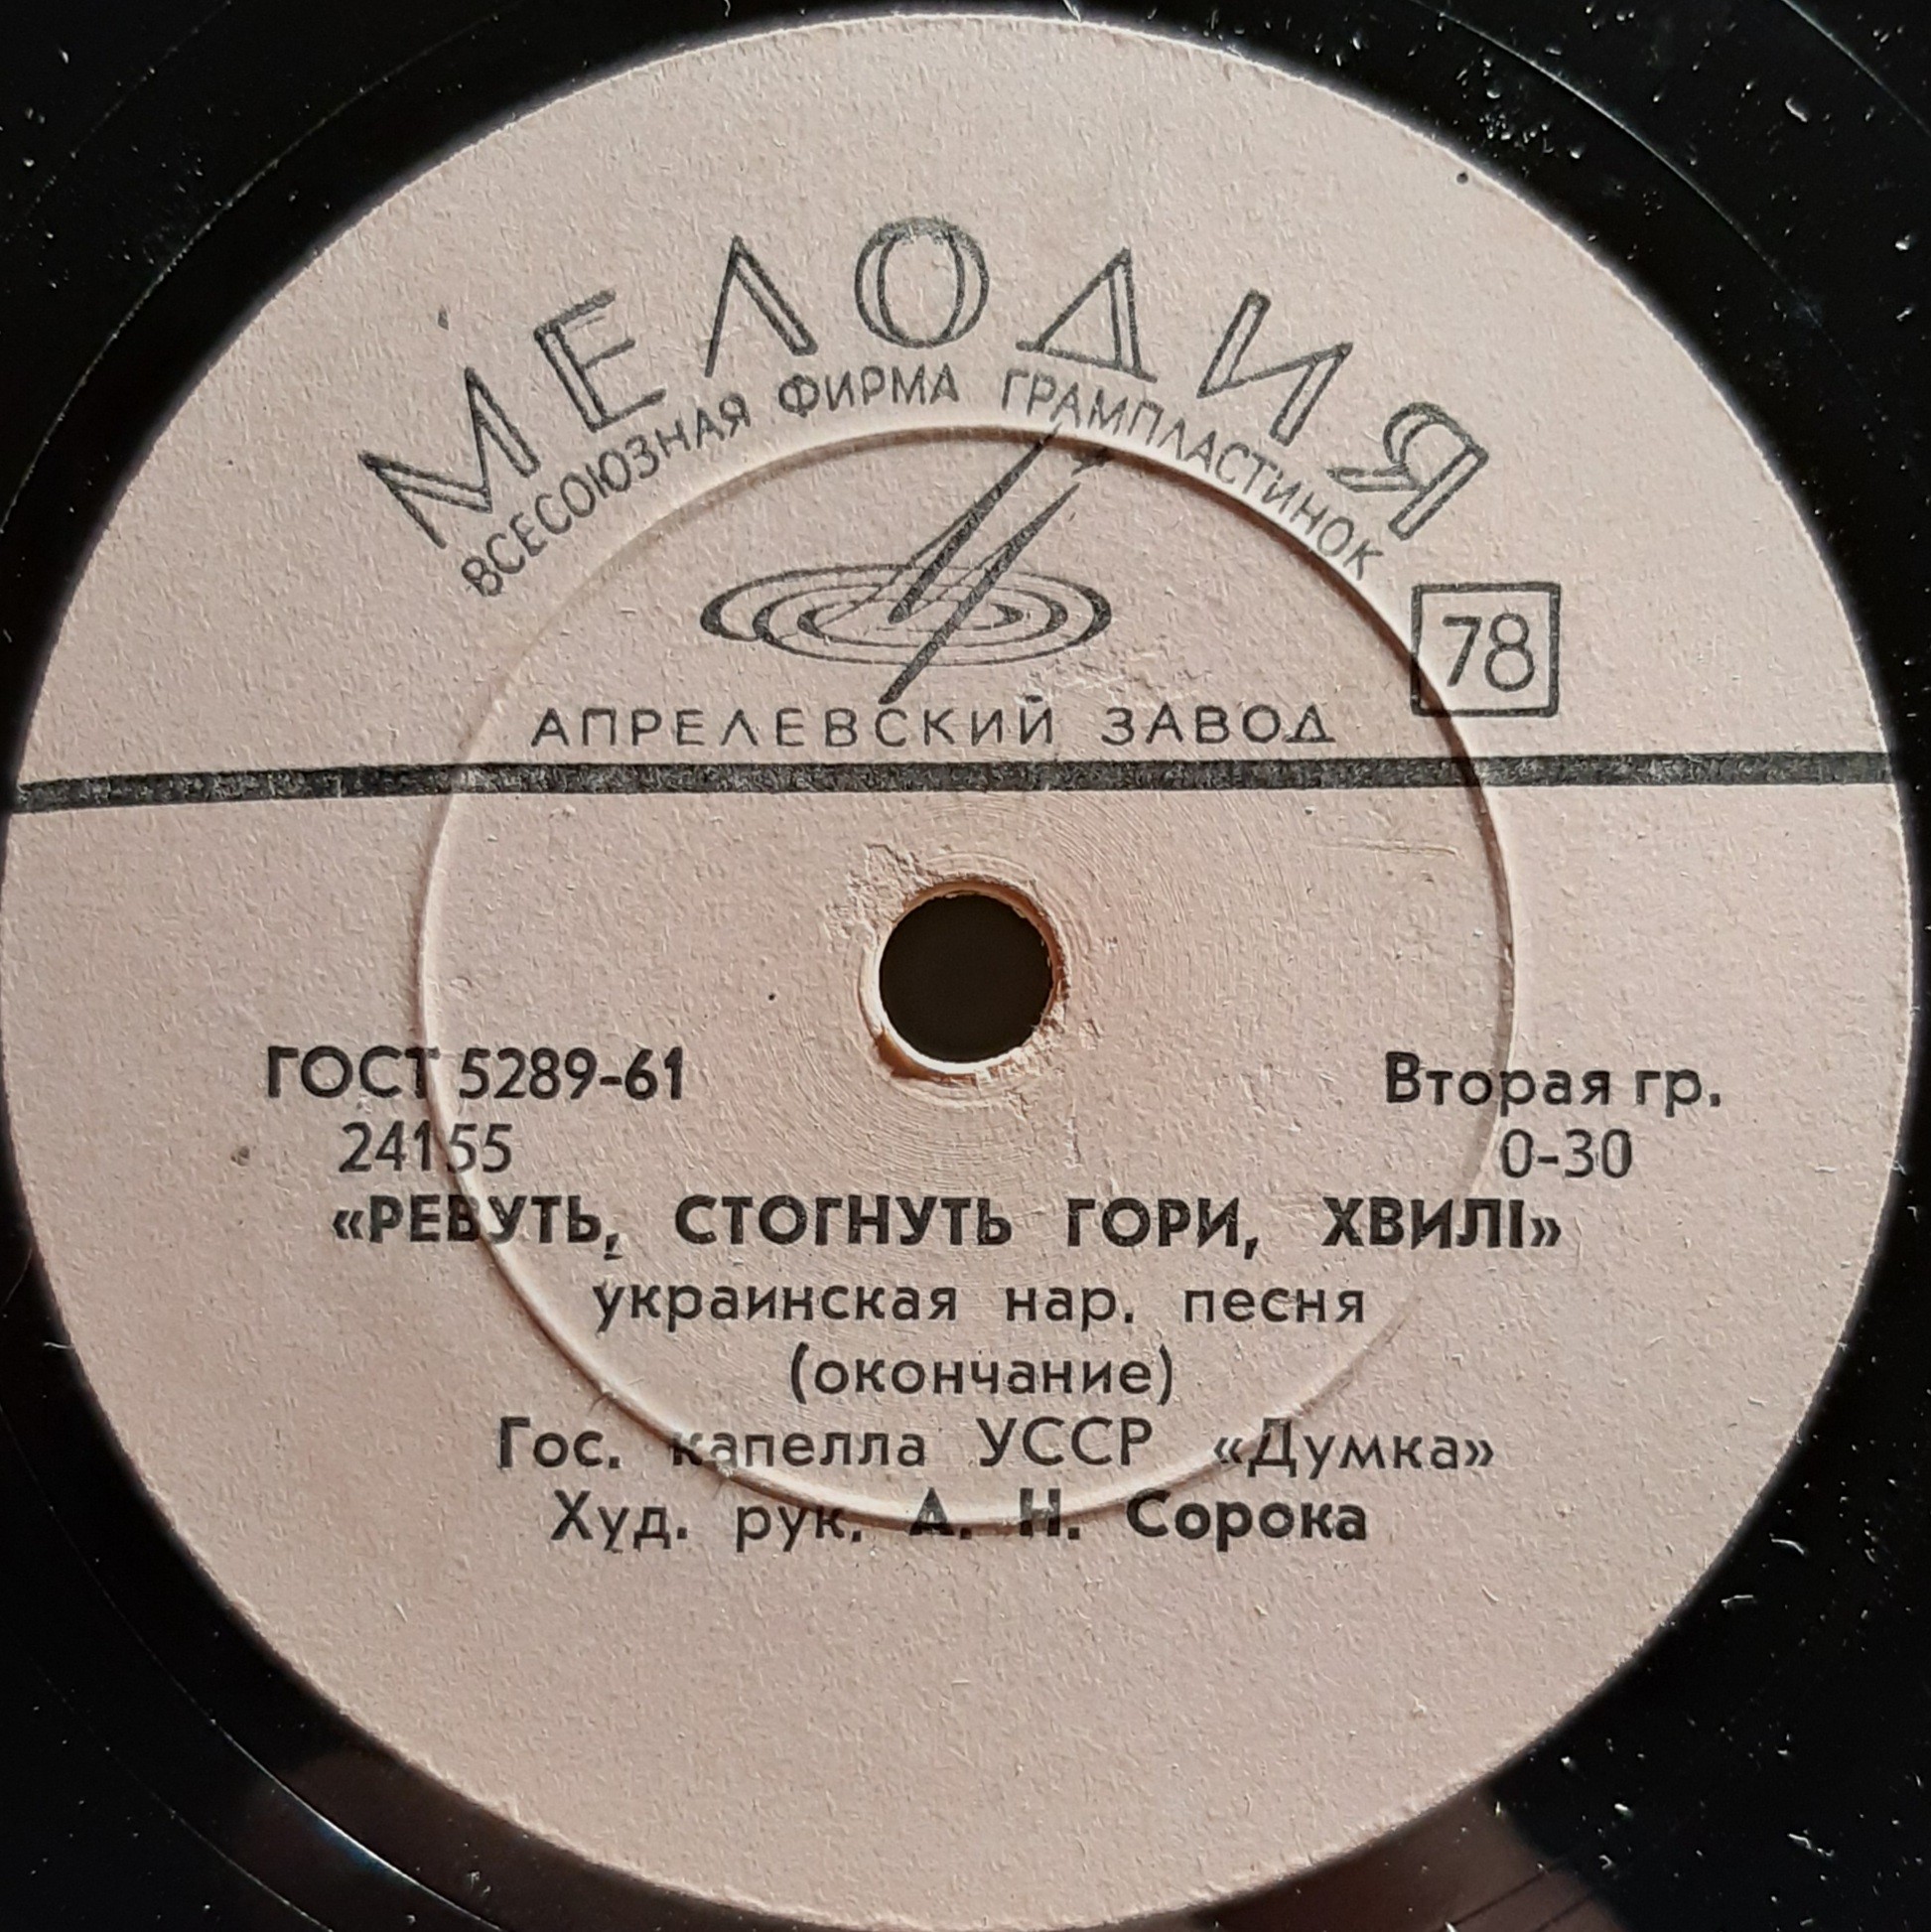 МЕЛОДИЯ
ВСЕСОЮЗНАЯ ФИРМА ГРАМПЛАСТИНОК
78
АПРЕЛЕВСКИЙ ЗАВОД
ГОСТ 5289-61 Вторая гр.
24155 0-30
«РЕВУТЬ, СТОГНУТЬ ГОРИ, ХВИЛІ»
украинская нар. песня
(окончание)
Гос. капелла УССР «Думка»
Худ. рук. А. Н. Сорока